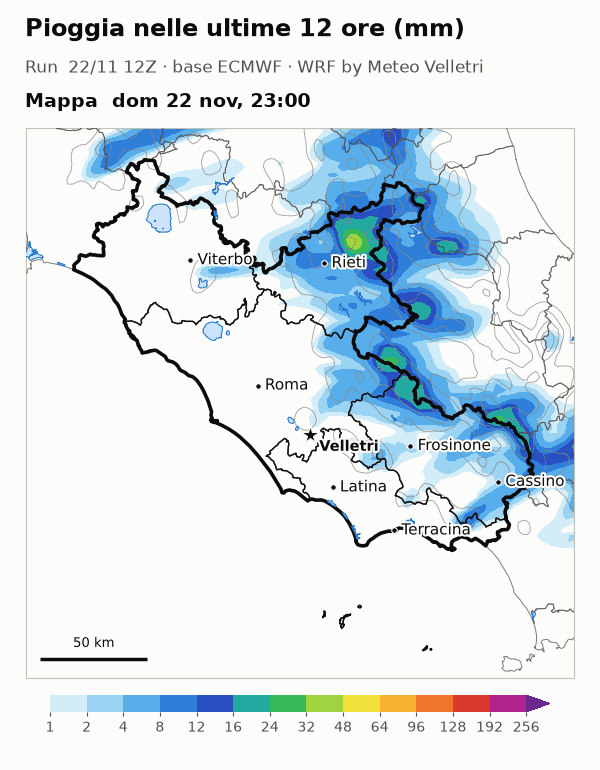 Pioggia nelle ultime 12 ore (mm)
Run  22/11 12Z · base ECMWF · WRF by Meteo Velletri
Mappa  dom 22 nov, 23:00
Viterbo
Rieti
Roma
Velletri
Frosinone
Cassino
Latina
Terracina
50 km
1 2 4 8 12 16 24 32 48 64 96 128 192 256